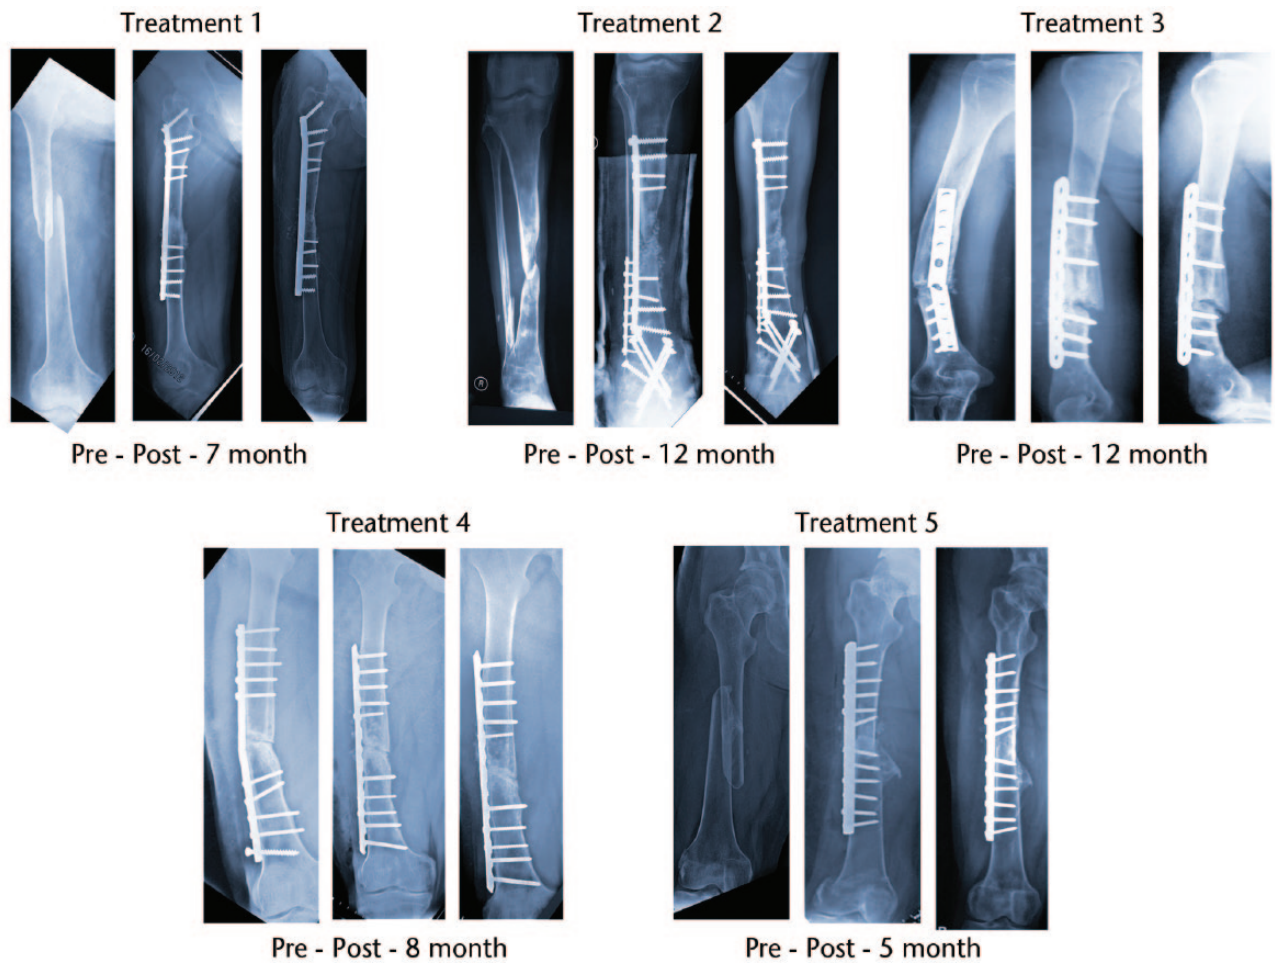 Treatment 1
Treatment 2
Treatment 3
Pre - Post - 7 month
Pre - Post - 12 month
Pre - Post - 12 month
Treatment 4
Treatment 5
Pre - Post - 8 month
Pre - Post - 5 month
R